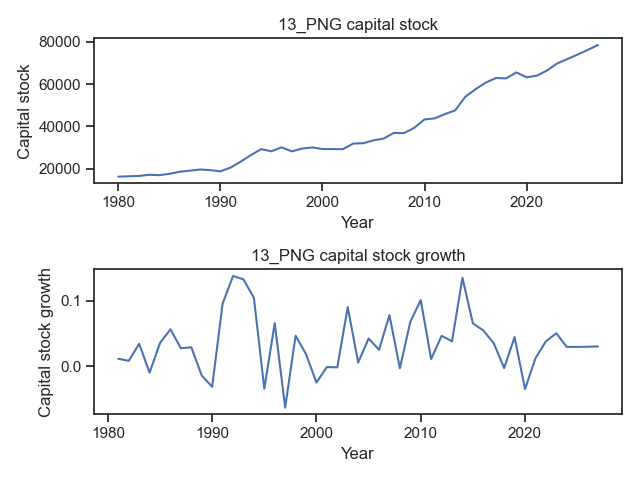 13_PNG capital stock
80000
60000
40000
20000
Capital stock
1980 1990 2000 2010 2020
Year
13_PNG capital stock growth
0.1
0.0
Capital stock growth
1980 1990 2000 2010 2020
Year